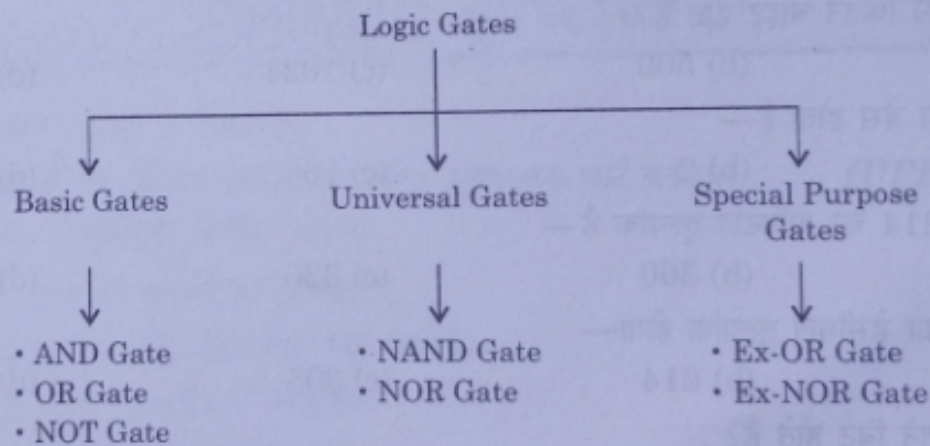 Logic Gates
Basic Gates
Universal Gates
Special Purpose
Gates
• AND Gate
• OR Gate
• NOT Gate
• NAND Gate
• NOR Gate
• Ex-OR Gate
• Ex-NOR Gate